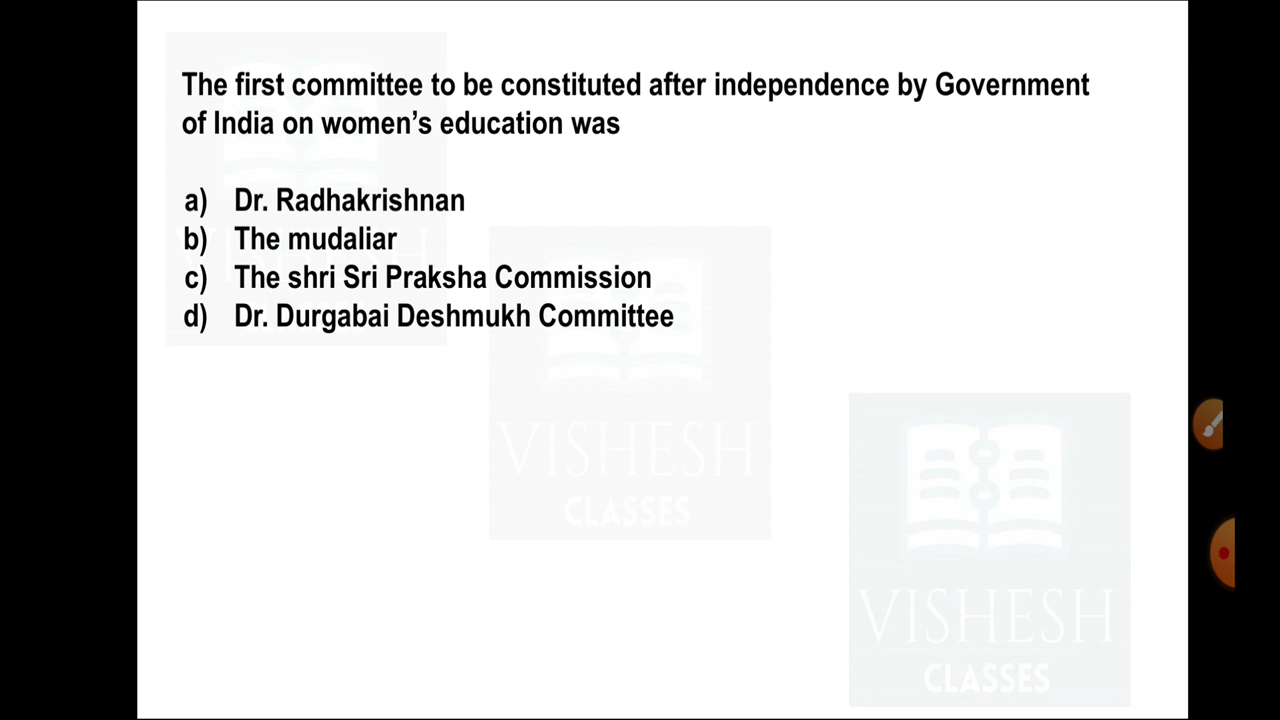 The first committee to be constituted after independence by Government
of India on women's education was
a) Dr. Radhakrishnan
b) The mudaliar
c) The shri Sri Praksha Commission
d) Dr. Durgabai Deshmukh Committee
VISHESH
CLASSES
VISHESH
CLASSES